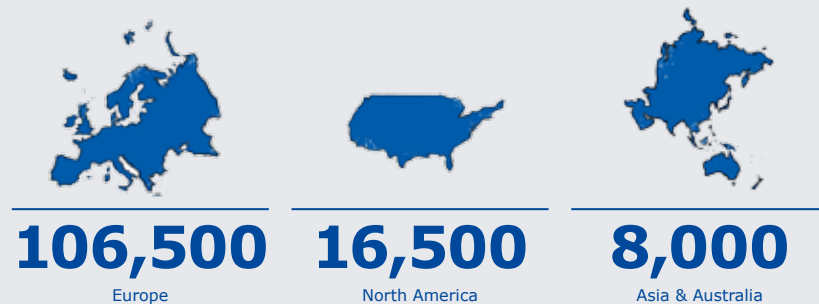 106,500
Europe
16,500
North America
8,000
Asia & Australia